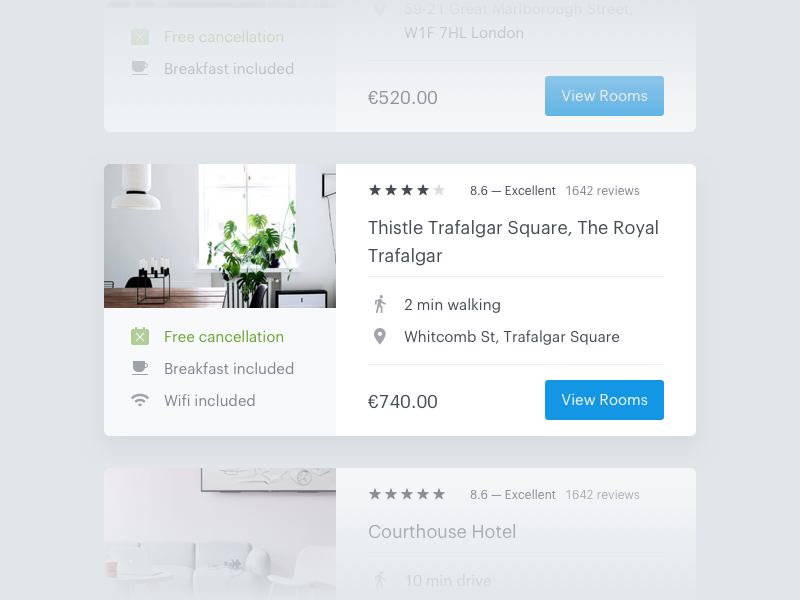 59-21 Great Marlborough Street,
W1F 7HL London
Free cancellation
Breakfast included
€520.00
View Rooms
8.6 — Excellent 1642 reviews
Thistle Trafalgar Square, The Royal
Trafalgar
2 min walking
Whitcomb St, Trafalgar Square
Free cancellation
Breakfast included
Wifi included
€740.00
View Rooms
8.6 — Excellent 1642 reviews
Courthouse Hotel
10 min drive